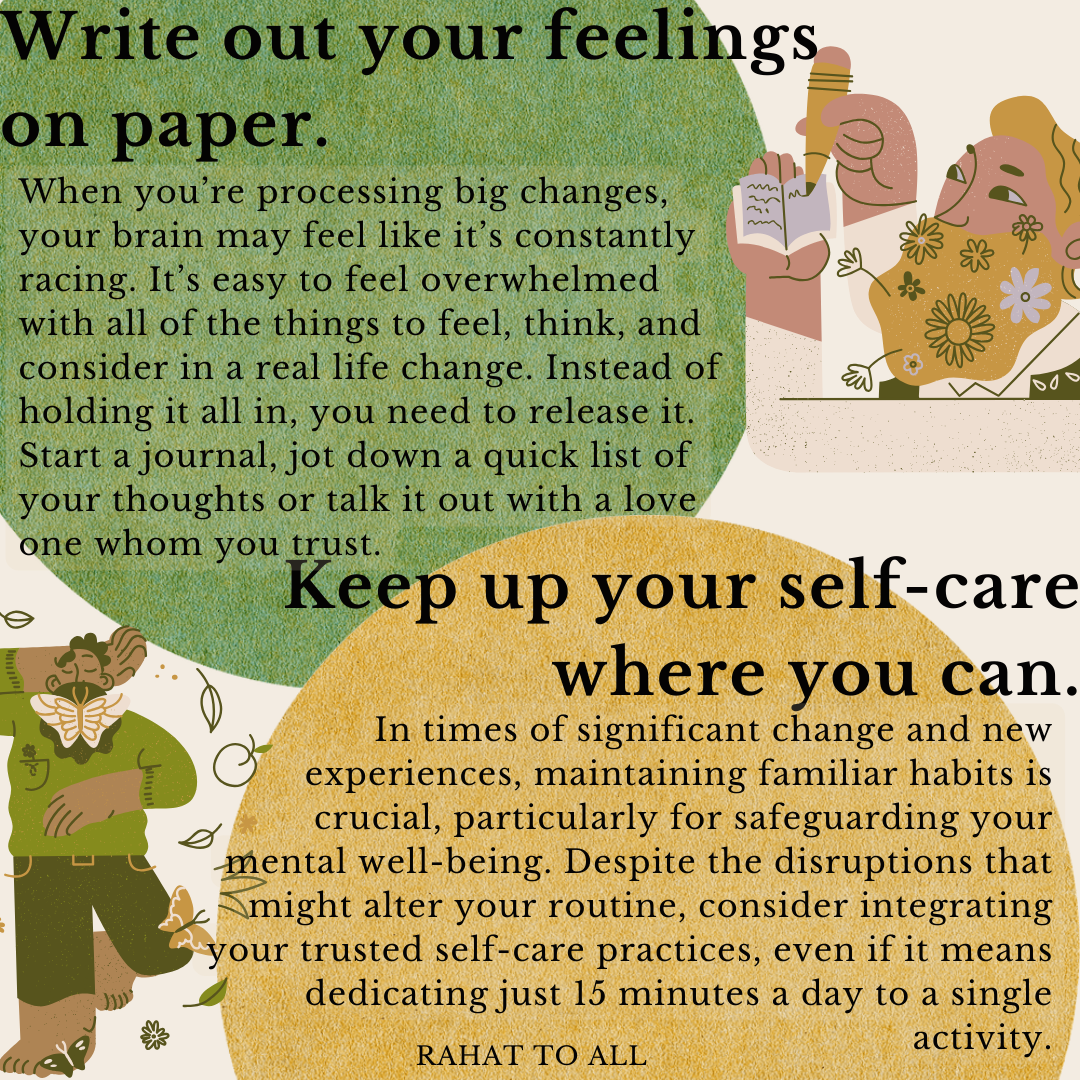 Write out your feelings
on paper.
When you’re processing big changes,
your brain may feel like it’s constantly
racing. It’s easy to feel overwhelmed
with all of the things to feel, think, and
consider in a real life change. Instead of
holding it all in, you need to release it.
Start a journal, jot down a quick list of
your thoughts or talk it out with a love
one whom you trust.
Keep up your self-care
where you can.
In times of significant change and new
experiences, maintaining familiar habits is
crucial, particularly for safeguarding your
mental well-being. Despite the disruptions that
might alter your routine, consider integrating
your trusted self-care practices, even if it means
dedicating just 15 minutes a day to a single
activity.
RAHAT TO ALL